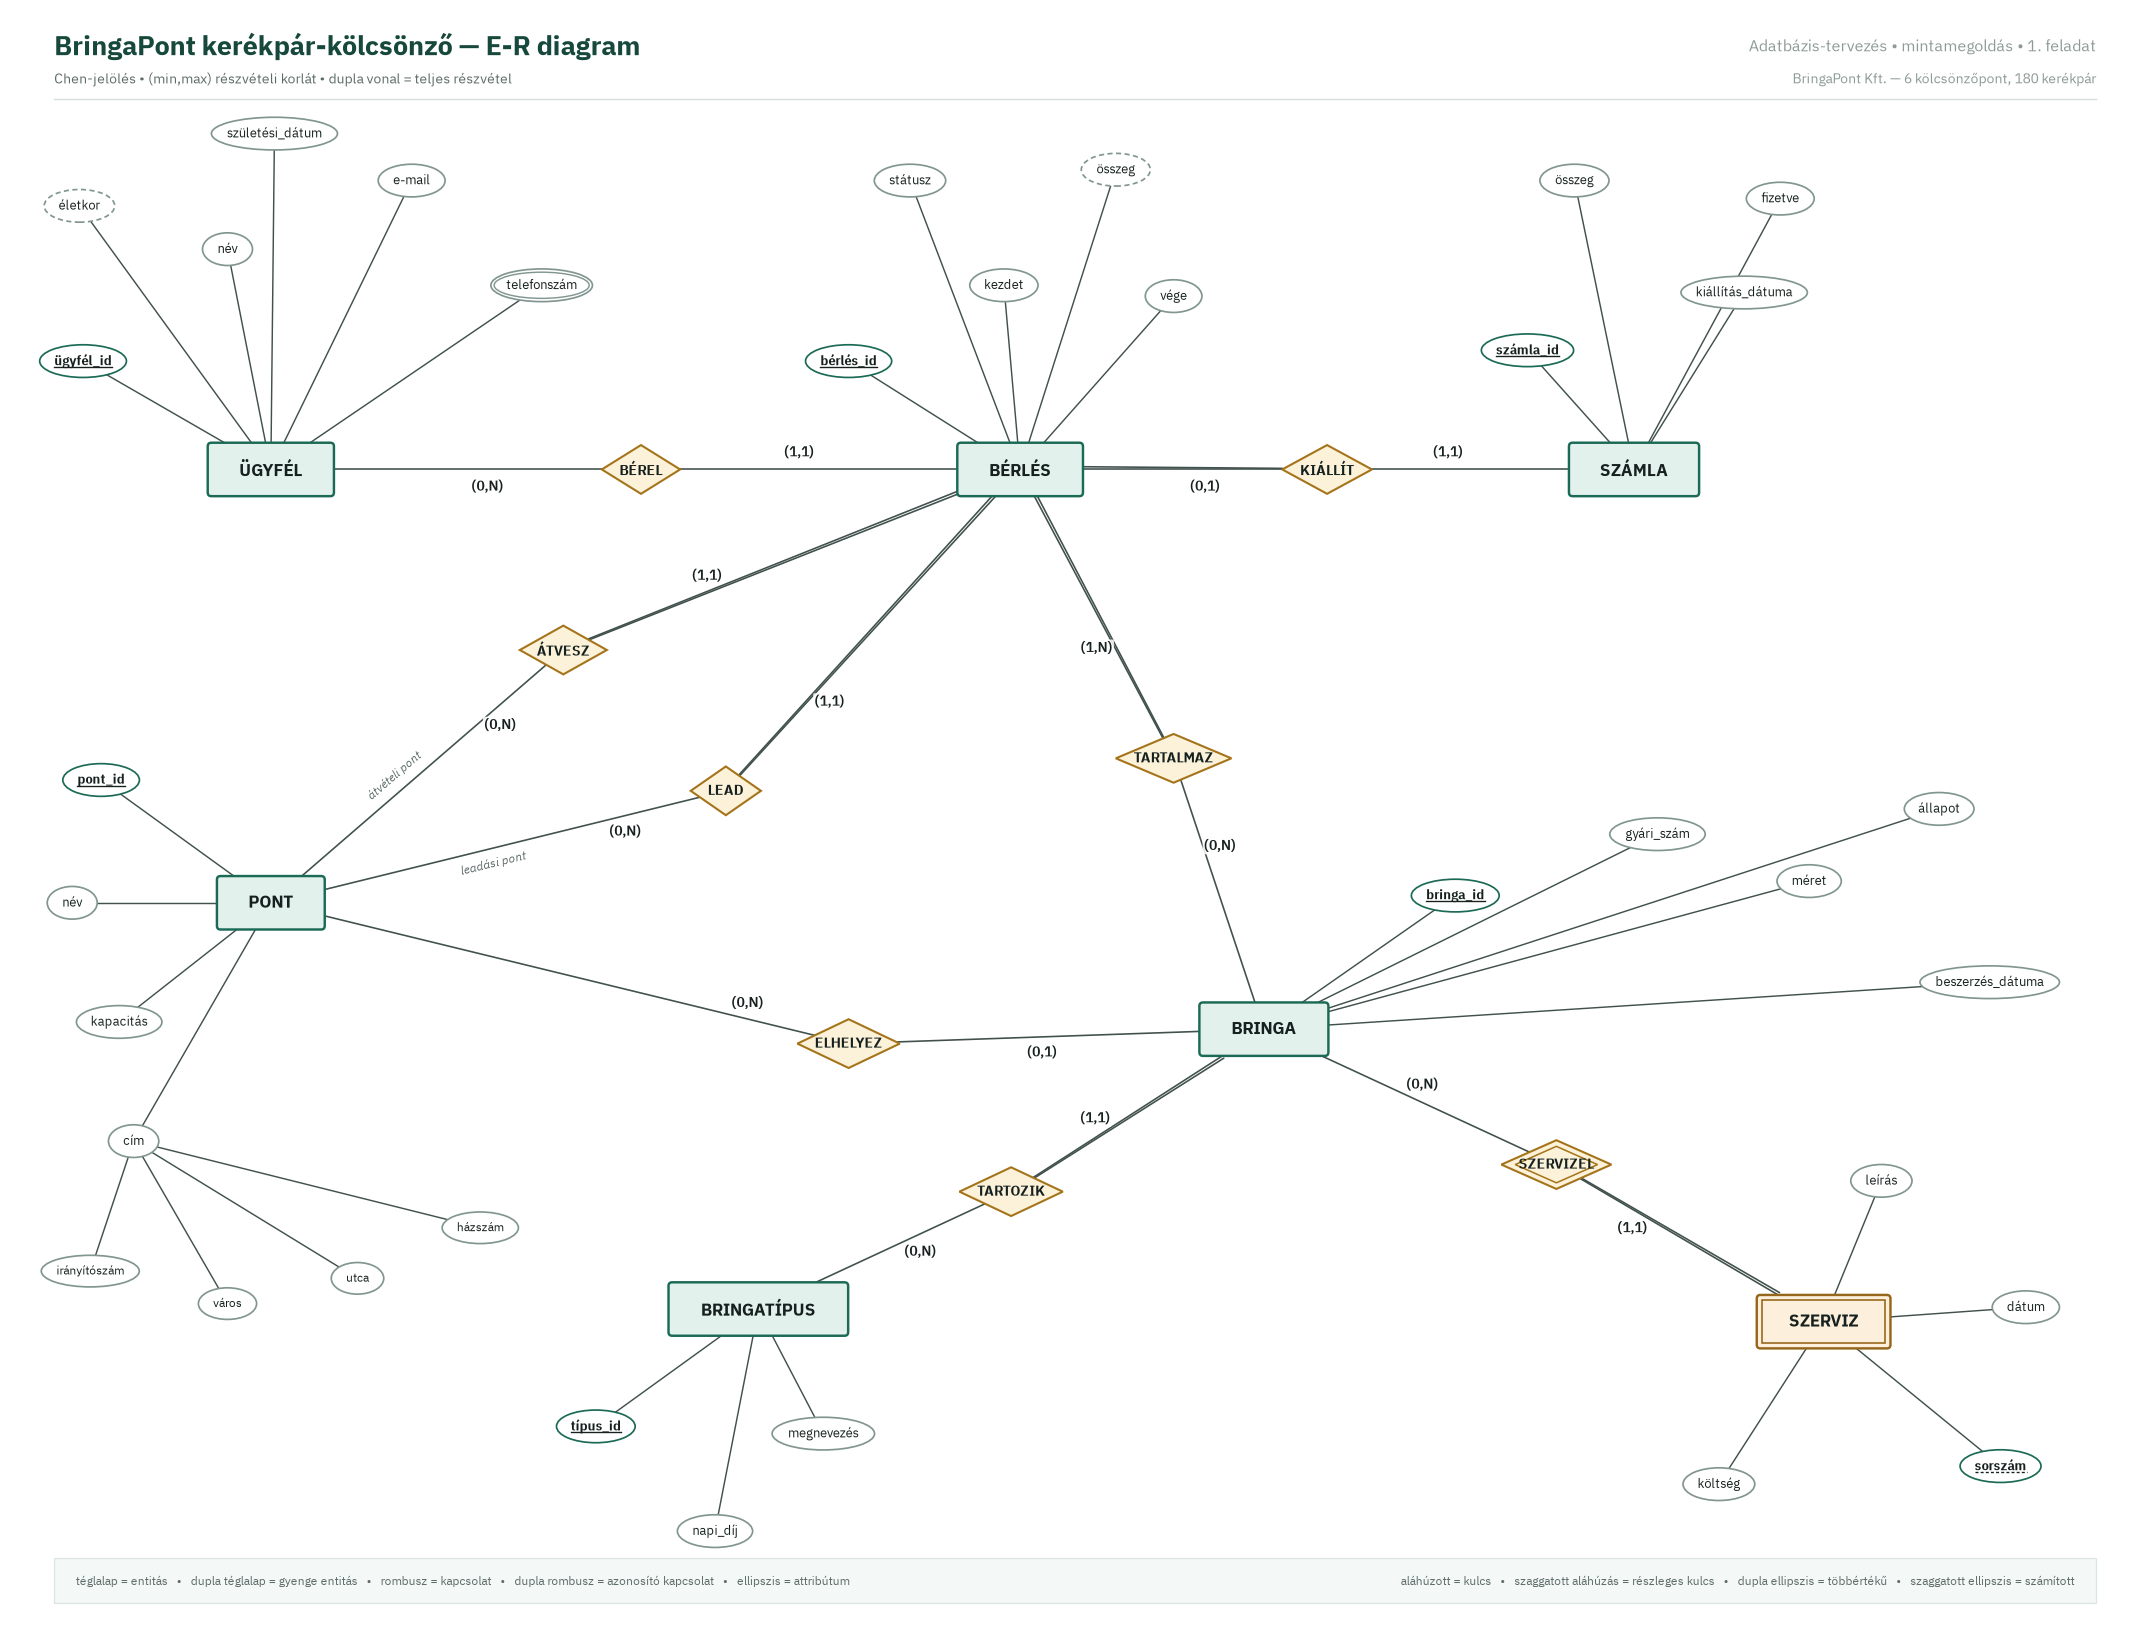 BringaPont kerékpár-kölcsönző — E-R diagram
Adatbázis-tervezés • mintamegoldás • 1. feladat
Chen-jelölés • (min,max) részvételi korlát • dupla vonal = teljes részvétel
BringaPont Kft. — 6 kölcsönzőpont, 180 kerékpár
születési_dátum
összeg
e-mail
státusz
összeg
életkor
fizetve
név
telefonszám
kezdet
vége
kiállítás_dátuma
ügyfél_id
bérlés_id
számla_id
(1,1)
(1,1)
ÜGYFÉL
BÉREL
BÉRLÉS
KIÁLLÍT
SZÁMLA
(0,N)
(0,1)
(1,1)
ÁTVESZ
(1,N)
(1,1)
(0,N)
átvételi pont
TARTALMAZ
pont_id
LEAD
(0,N)
leadási pont
állapot
gyári_szám
(0,N)
méret
bringa_id
név
PONT
beszerzés_dátuma
(0,N)
kapacitás
BRINGA
ELHELYEZ
(0,1)
(0,N)
(1,1)
cím
SZERVIZEL
leírás
TARTOZIK
házszám
(1,1)
(0,N)
irányítószám
utca
város
dátum
BRINGATÍPUS
SZERVIZ
típus_id
megnevezés
sorszám
költség
napi_díj
téglalap = entitás • dupla téglalap = gyenge entitás • rombusz = kapcsolat • dupla rombusz = azonosító kapcsolat • ellipszis = attribútum
aláhúzott = kulcs • szaggatott aláhúzás = részleges kulcs • dupla ellipszis = többértékű • szaggatott ellipszis = számított